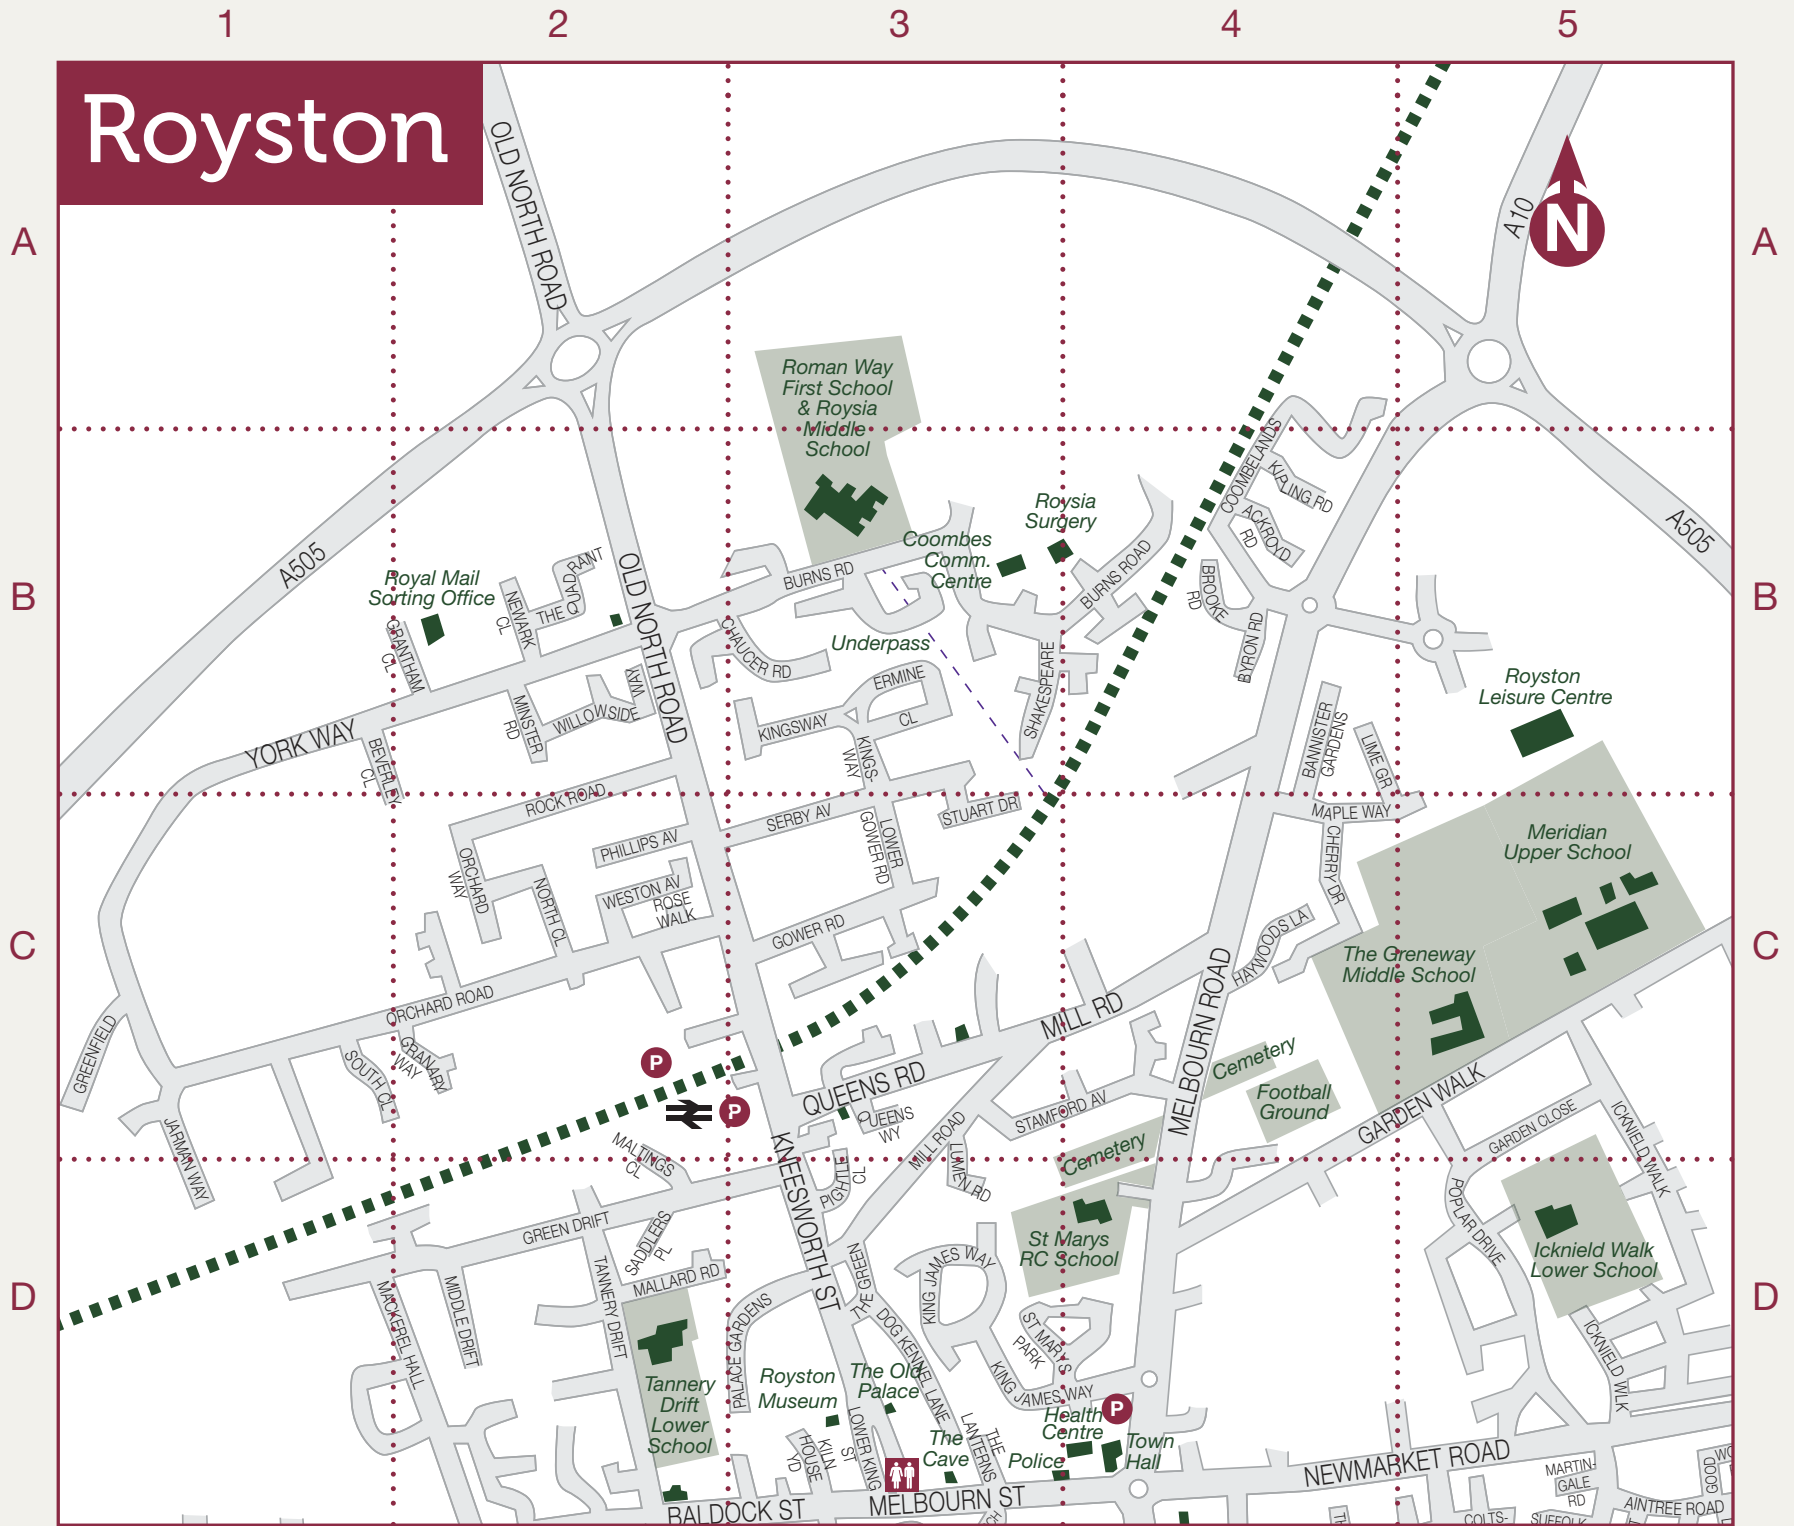 1 2 3 4 5
Royston
A
A
OLD NORTH ROAD
A10
N
Roman Way
First School
& Roysia
Middle
School
COOMBELANDS
KIPLING RD
ACKROYD
RD
A505
A505
Roysia
Surgery
Coombes
Comm.
Centre
BURNS RD
BURNS ROAD
Royal Mail
Sorting Office
THE QUADRANT
NEWARK
CL
GRANTHAM
CL
OLD NORTH ROAD
B
B
BROOKE
RD
BYRON RD
CHAUCER RD
Underpass
ERMINE
CL
SHAKESPEARE
Royston
Leisure Centre
YORK WAY
MINSTER
RD
WILLOWSIDE
WAY
BEVERLEY
CL
KINGSWAY
KINGS-
WAY
BANNISTER
GARDENS
LIME GR
ROCK ROAD
SERBY AV
STUART DR
MAPLE WAY
PHILLIPS AV
LOWER
GOWER RD
CHERRY DR
Meridian
Upper School
ORCHARD
WAY
NORTH CL
WESTON AV
ROSE
WALK
GOWER RD
HAYWOODS LA
C
C
The Greneway
Middle School
ORCHARD ROAD
MILL RD
MELBOURN ROAD
GREENFIELD
SOUTH CL
GRANARY
WAY
P
P
QUEENS RD
QUEENS
WY
STAMFORD AV
Cemetery
Football
Ground
GARDEN WALK
GARDEN CLOSE
ICKNIELD WALK
JARMAN WAY
MALTINGS
CL
KNEESWORTH ST
PIGHTLE
CL
MILL ROAD
LUMEN RD
Cemetery
GREEN DRIFT
SADDLERS
PL
St Marys
RC School
POPLAR DRIVE
Icknield Walk
Lower School
D
D
MACKEREL HALL
MIDDLE DRIFT
TANNERY DRIFT
MALLARD RD
PALACE GARDENS
THE GREEN
DOG KENNEL LANE
KING JAMES WAY
ST MARYS
PARK
KING JAMES WAY
ICKNIELD WLK
Tannery
Drift
Lower
School
Royston
Museum
The Old
Palace
LOWER KING
ST
KILN
HOUSE
YD
The
Cave
THE
LANTERNS
Police
Health
Centre
P
Town
Hall
BALDOCK ST
MELBOURN ST
NEWMARKET ROAD
MARTIN-
GALE
RD
AINTREE ROAD
GOOD
COLTS-
SUFFOLK